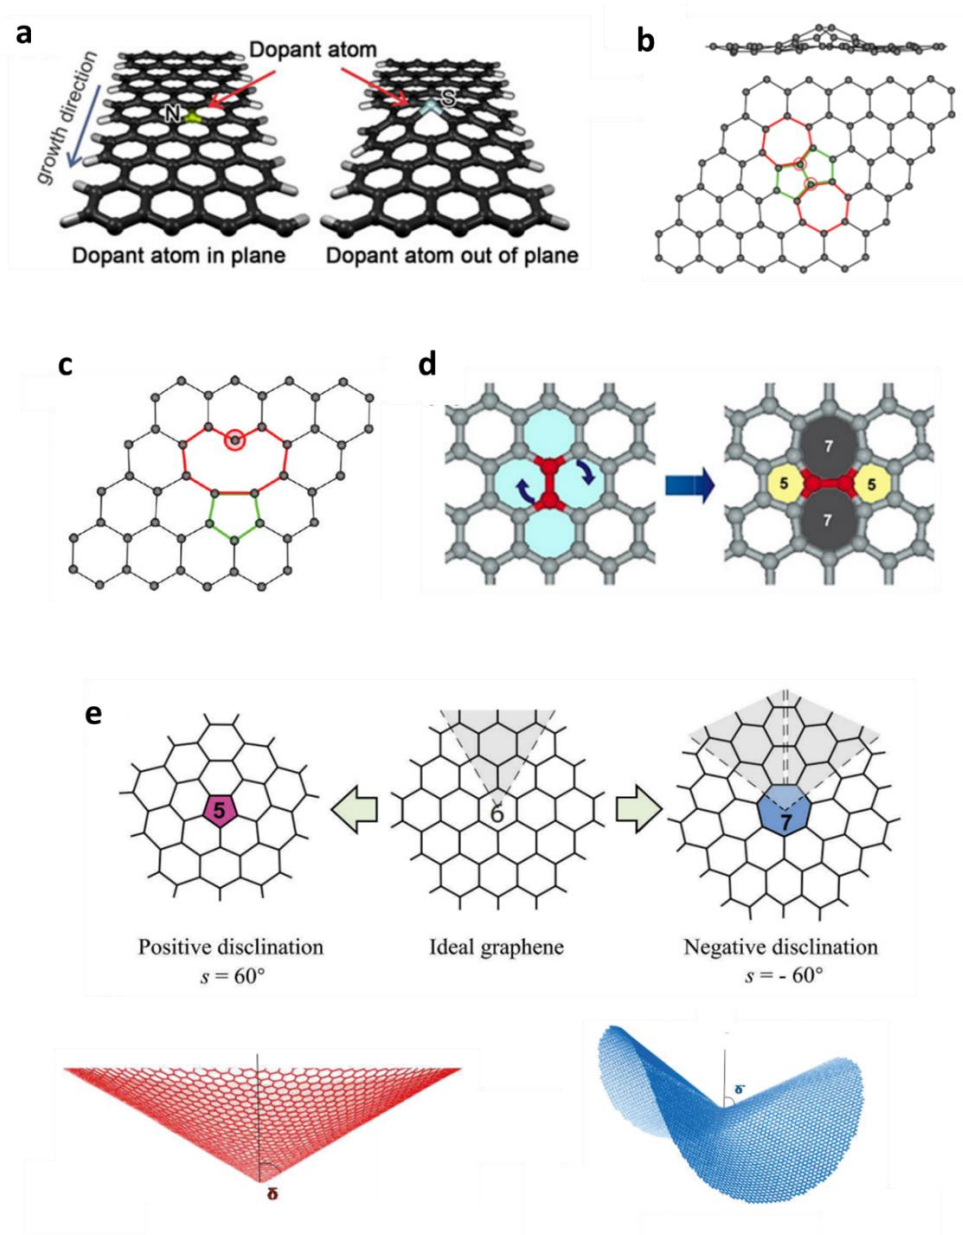 a
Dopant atom
growth direction
N
S
Dopant atom in plane
Dopant atom out of plane
b
c
d
7
5
5
7
e
5
6
7
Positive disclination
s = 60°
Ideal graphene
Negative disclination
s = - 60°
δ
δ